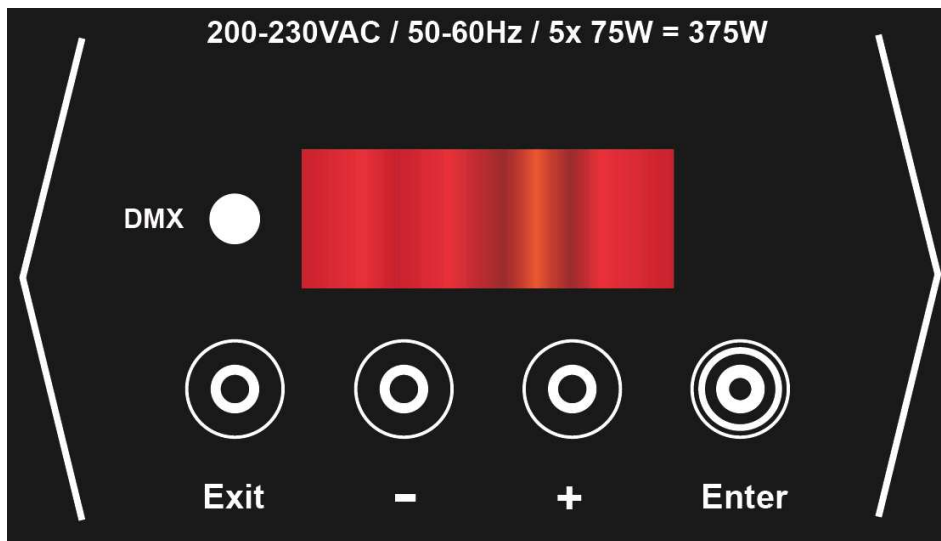 200-230VAC / 50-60Hz / 5x 75W = 375W
DMX
Exit - + Enter